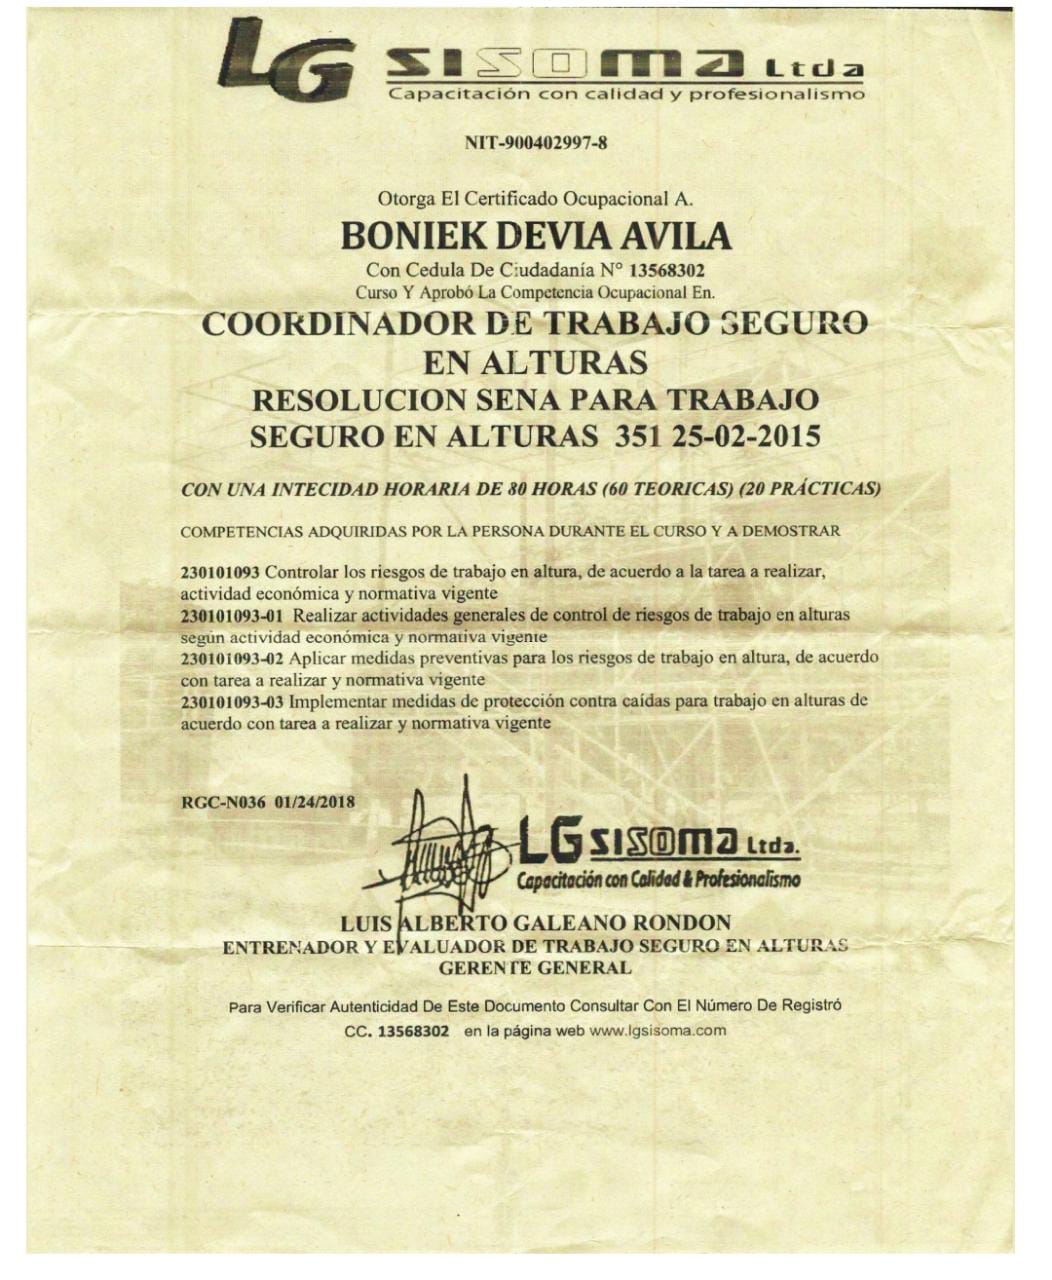 LG SISOMA Ltda
Capacitación con calidad y profesionalismo
NIT-900402997-8
Otorga El Certificado Ocupacional A.
BONIEK DEVIA AVILA
Con Cedula De Ciudadanía N° 13568302
Curso Y Aprobó La Competencia Ocupacional En.
COORDINADOR DE TRABAJO SEGURO
EN ALTURAS
RESOLUCION SENA PARA TRABAJO
SEGURO EN ALTURAS 351 25-02-2015
CON UNA INTECIDAD HORARIA DE 80 HORAS (60 TEORICAS) (20 PRÁCTICAS)
COMPETENCIAS ADQUIRIDAS POR LA PERSONA DURANTE EL CURSO Y A DEMOSTRAR
230101093 Controlar los riesgos de trabajo en altura, de acuerdo a la tarea a realizar,
actividad económica y normativa vigente
230101093-01 Realizar actividades generales de control de riesgos de trabajo en alturas
según actividad económica y normativa vigente
230101093-02 Aplicar medidas preventivas para los riesgos de trabajo en altura, de acuerdo
con tarea a realizar y normativa vigente
230101093-03 Implementar medidas de protección contra caídas para trabajo en alturas de
acuerdo con tarea a realizar y normativa vigente
RGC-N036 01/24/2018
LG SISOMA Ltda.
Capacitación con Calidad & Profesionalismo
LUIS ALBERTO GALEANO RONDON
ENTRENADOR Y EVALUADOR DE TRABAJO SEGURO EN ALTURAS
GERENTE GENERAL
Para Verificar Autenticidad De Este Documento Consultar Con El Número De Registró
CC. 13568302 en la página web www.lgsisoma.com